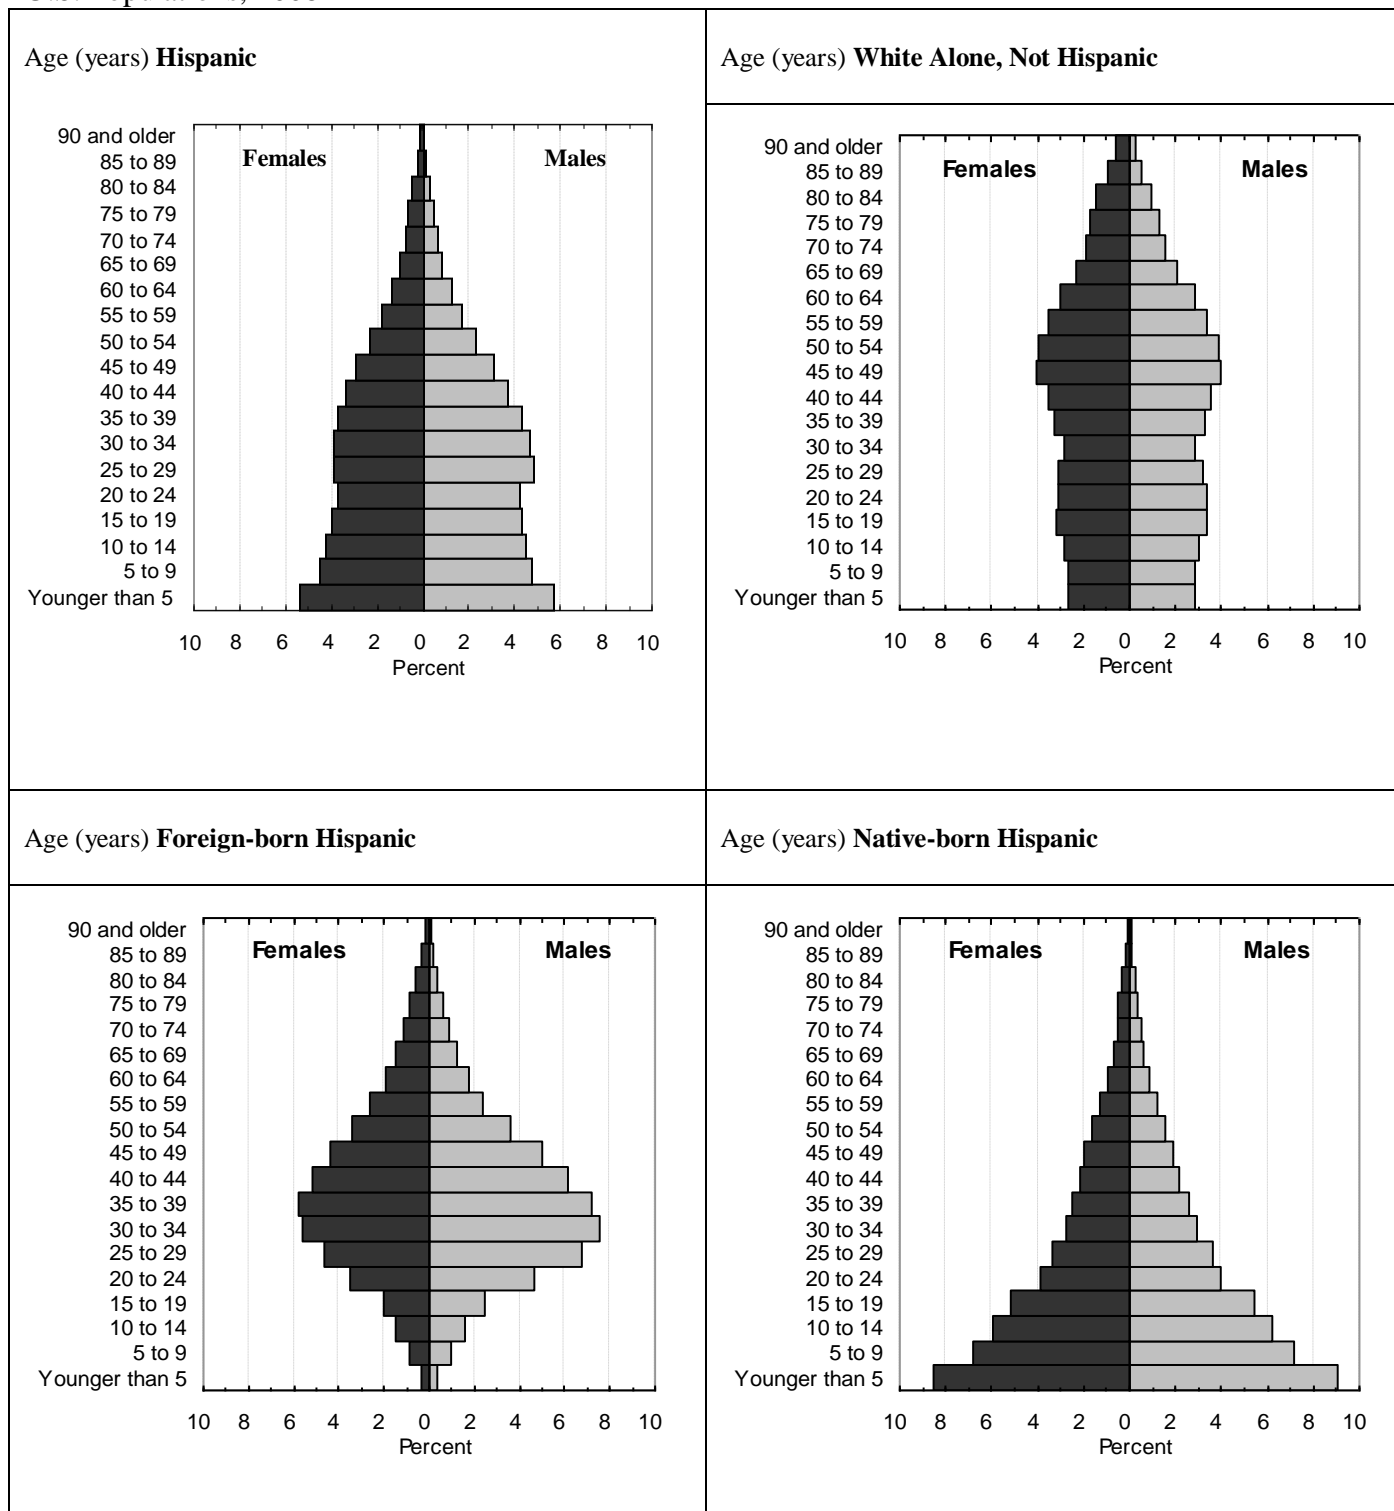 Age (years) Hispanic
90 and older
85 to 89
80 to 84
75 to 79
70 to 74
65 to 69
60 to 64
55 to 59
50 to 54
45 to 49
40 to 44
35 to 39
30 to 34
25 to 29
20 to 24
15 to 19
10 to 14
5 to 9
Younger than 5
Females Males
10 8 6 4 2 0 2 4 6 8 10
Percent
Age (years) White Alone, Not Hispanic
90 and older
85 to 89
80 to 84
75 to 79
70 to 74
65 to 69
60 to 64
55 to 59
50 to 54
45 to 49
40 to 44
35 to 39
30 to 34
25 to 29
20 to 24
15 to 19
10 to 14
5 to 9
Younger than 5
Females Males
10 8 6 4 2 0 2 4 6 8 10
Percent
Age (years) Foreign-born Hispanic
90 and older
85 to 89
80 to 84
75 to 79
70 to 74
65 to 69
60 to 64
55 to 59
50 to 54
45 to 49
40 to 44
35 to 39
30 to 34
25 to 29
20 to 24
15 to 19
10 to 14
5 to 9
Younger than 5
Females Males
10 8 6 4 2 0 2 4 6 8 10
Percent
Age (years) Native-born Hispanic
90 and older
85 to 89
80 to 84
75 to 79
70 to 74
65 to 69
60 to 64
55 to 59
50 to 54
45 to 49
40 to 44
35 to 39
30 to 34
25 to 29
20 to 24
15 to 19
10 to 14
5 to 9
Younger than 5
Females Males
10 8 6 4 2 0 2 4 6 8 10
Percent